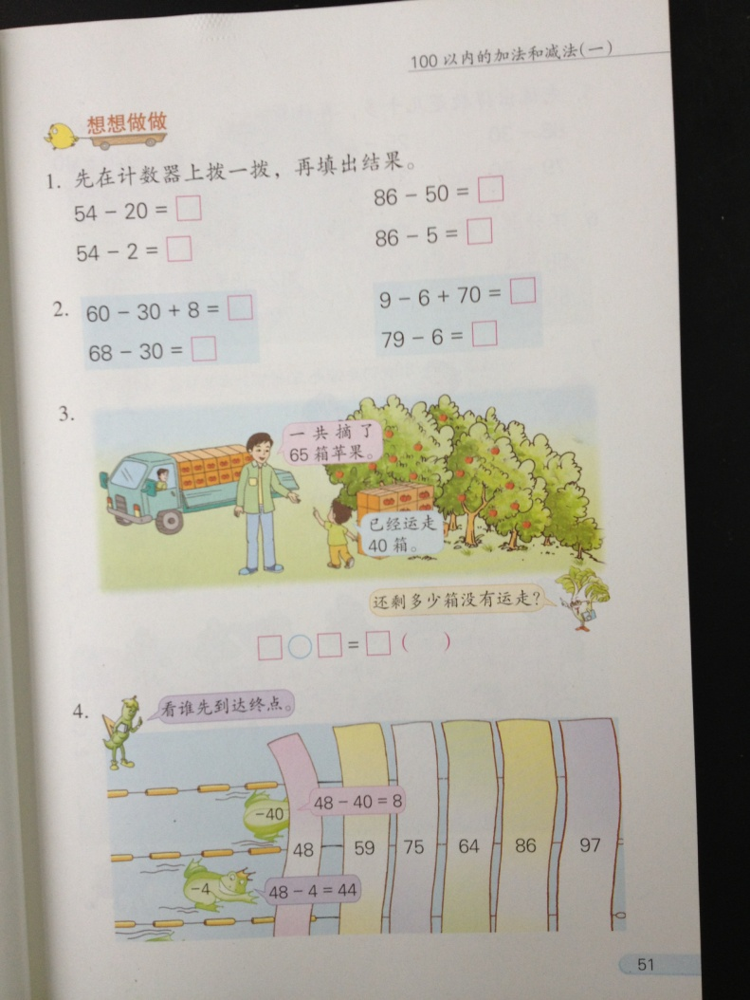 100以内的加法和减法(一)
想想做做
1. 先在计数器上拨一拨，再填出结果。
54 － 20 = □ 86 － 50 = □
54 － 2 = □ 86 － 5 = □
2. 60 － 30 + 8 = □ 9 － 6 + 70 = □
68 － 30 = □ 79 － 6 = □
3.
一共摘了
65箱苹果。
已经运走
40箱。
还剩多少箱没有运走？
□○□=□（ ）
4. 看谁先到达终点。
－40 48 － 40 = 8
48 59 75 64 86 97
－4 48 － 4 = 44
51